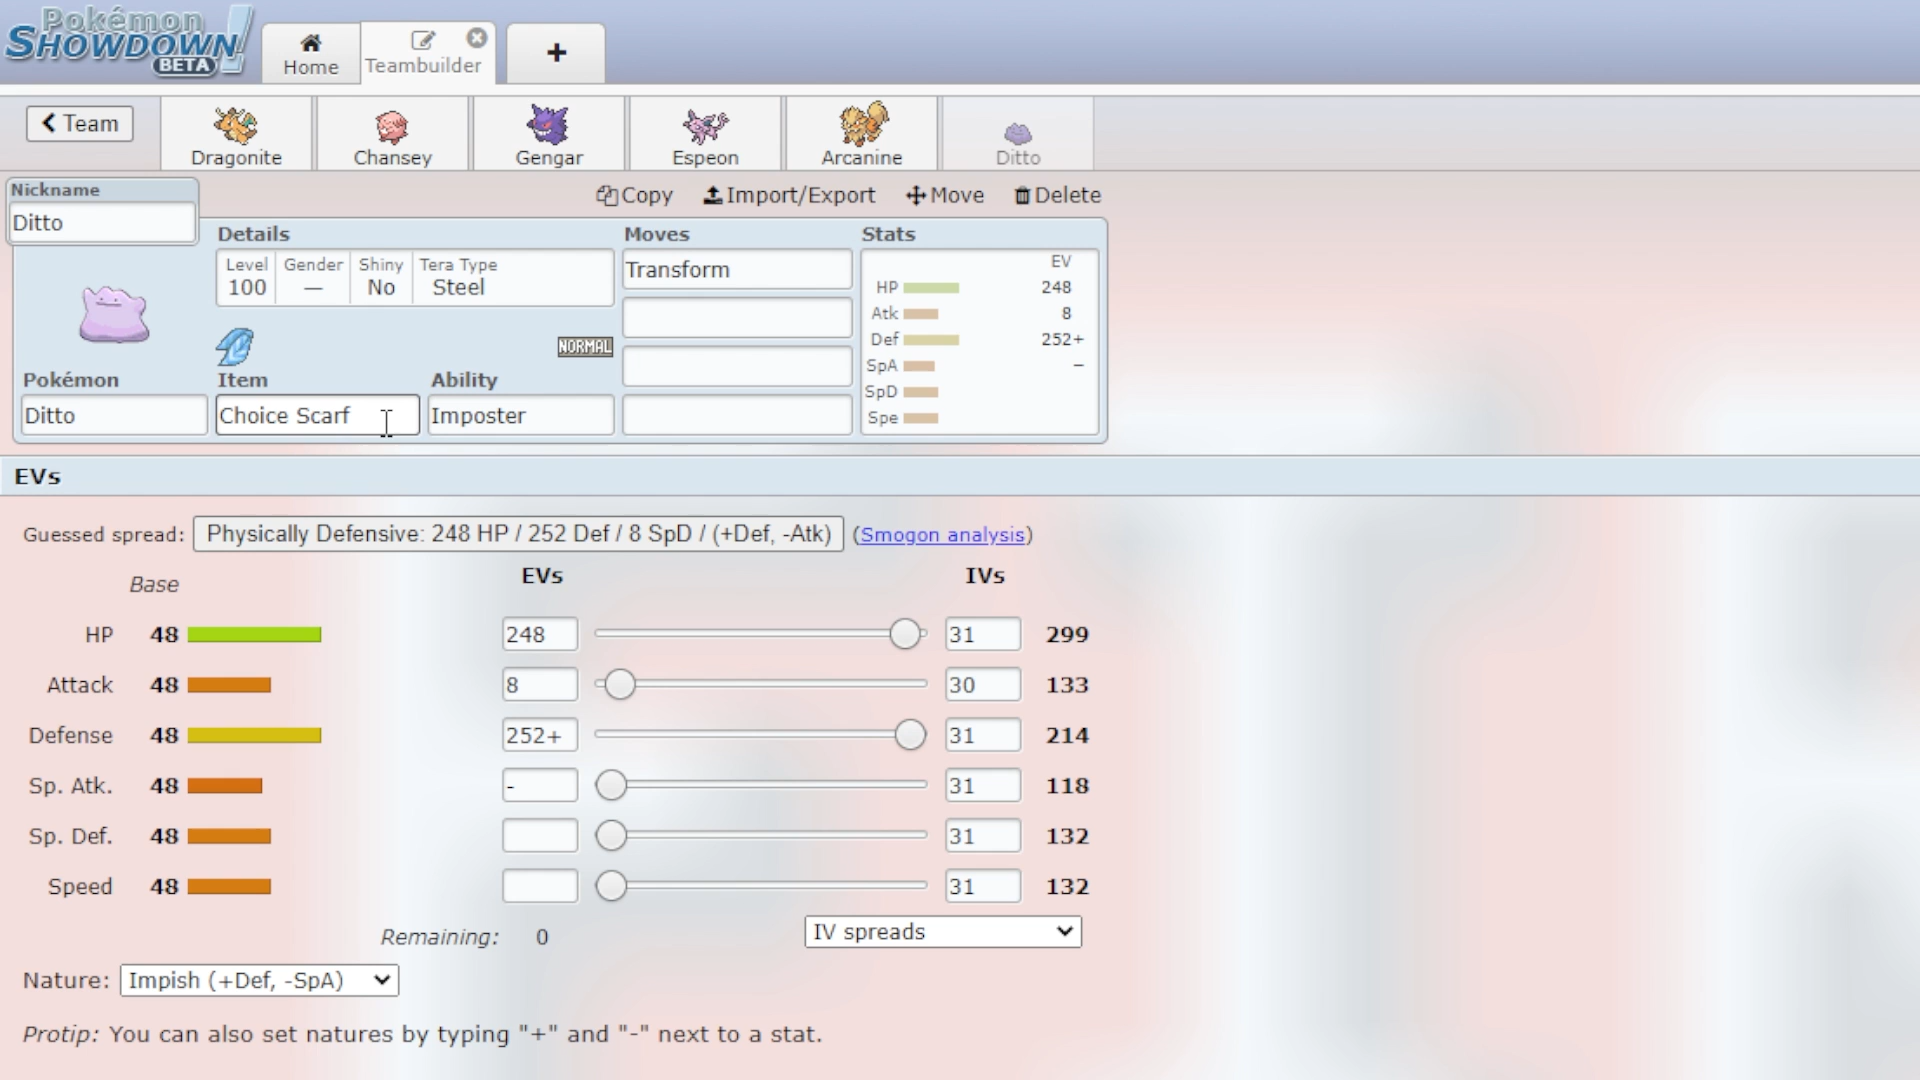 Pokémon
SHOWDOWN!
BETA
Home
Teambuilder
+
Team
Dragonite
Chansey
Gengar
Espeon
Arcanine
Ditto
Nickname
Ditto
Copy
Import/Export
Move
Delete
Details
Level
Gender
Shiny
Tera Type
100
—
No
Steel
NORMAL
Pokémon
Item
Ability
Ditto
Choice Scarf
Imposter
Moves
Transform
Stats
EV
HP 248
Atk 8
Def 252+
SpA −
SpD
Spe
EVs
Guessed spread: Physically Defensive: 248 HP / 252 Def / 8 SpD / (+Def, -Atk) (Smogon analysis)
Base EVs IVs
HP 48 248 31 299
Attack 48 8 30 133
Defense 48 252+ 31 214
Sp. Atk. 48 - 31 118
Sp. Def. 48 31 132
Speed 48 31 132
Remaining: 0 IV spreads
Nature: Impish (+Def, -SpA)
Protip: You can also set natures by typing "+" and "-" next to a stat.